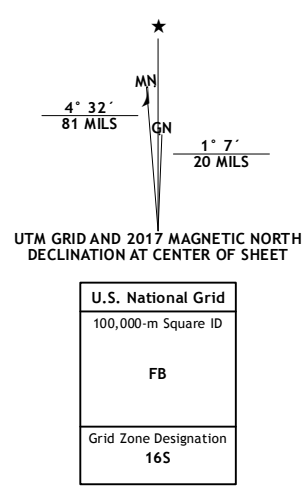 ★
MN
GN
4° 32´
81 MILS
1° 7´
20 MILS
UTM GRID AND 2017 MAGNETIC NORTH
DECLINATION AT CENTER OF SHEET
U.S. National Grid
100,000-m Square ID
FB
Grid Zone Designation
16S